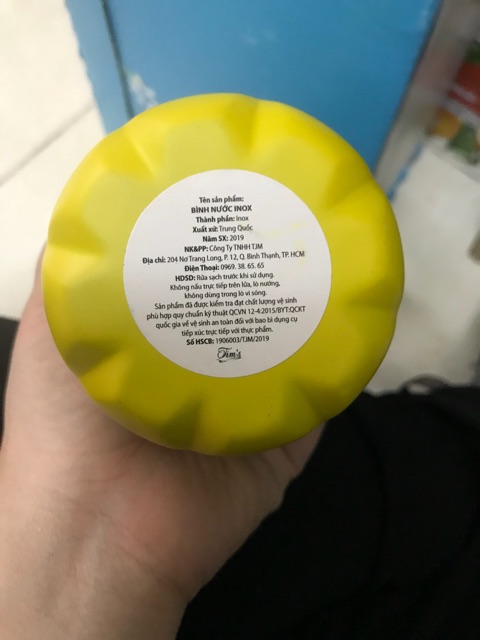 Tên sản phẩm:
BÌNH NƯỚC INOX
Thành phần: Inox
Xuất xứ: Trung Quốc
Năm SX: 2019
NK&PP: Công Ty TNHH TJM
Địa chỉ: 204 Nơ Trang Long, P. 12, Q. Bình Thạnh, TP. HCM
Điện Thoại: 0969. 38. 65. 65
HDSD: Rửa sạch trước khi sử dụng.
Không nấu trực tiếp trên lửa, lò nướng,
không dùng trong lò vi sóng.
Sản phẩm đã được kiểm tra đạt chất lượng vệ sinh
phù hợp quy chuẩn kỹ thuật QCVN 12-4:2015/BYT:QCKT
quốc gia về vệ sinh an toàn đối với bao bì dụng cụ
tiếp xúc trực tiếp với thực phẩm.
Số HSCB: 1906003/TJM/2019
Tim's